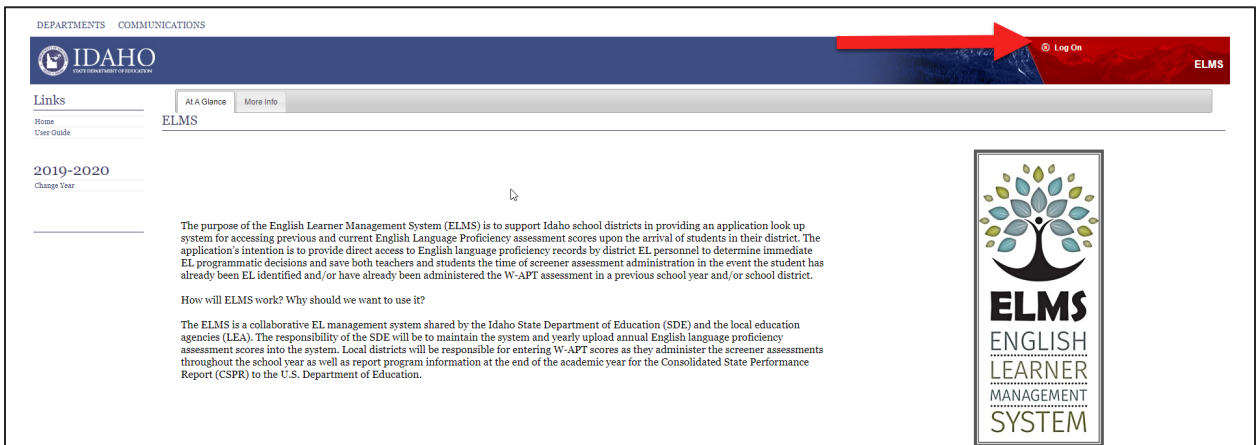 DEPARTMENTS COMMUNICATIONS
IDAHO
STATE DEPARTMENT OF EDUCATION
Log On
ELMS
Links
Home
User Guide
2019-2020
Change Year
At A Glance More Info
ELMS
The purpose of the English Learner Management System (ELMS) is to support Idaho school districts in providing an application look up
system for accessing previous and current English Language Proficiency assessment scores upon the arrival of students in their district. The
application's intention is to provide direct access to English language proficiency records by district EL personnel to determine immediate
EL programmatic decisions and save both teachers and students the time of screener assessment administration in the event the student has
already been EL identified and/or have already been administered the W-APT assessment in a previous school year and/or school district.
How will ELMS work? Why should we want to use it?
The ELMS is a collaborative EL management system shared by the Idaho State Department of Education (SDE) and the local education
agencies (LEA). The responsibility of the SDE will be to maintain the system and yearly upload annual English language proficiency
assessment scores into the system. Local districts will be responsible for entering W-APT scores as they administer the screener assessments
throughout the school year as well as report program information at the end of the academic year for the Consolidated State Performance
Report (CSPR) to the U.S. Department of Education.
ELMS
ENGLISH
LEARNER
MANAGEMENT
SYSTEM